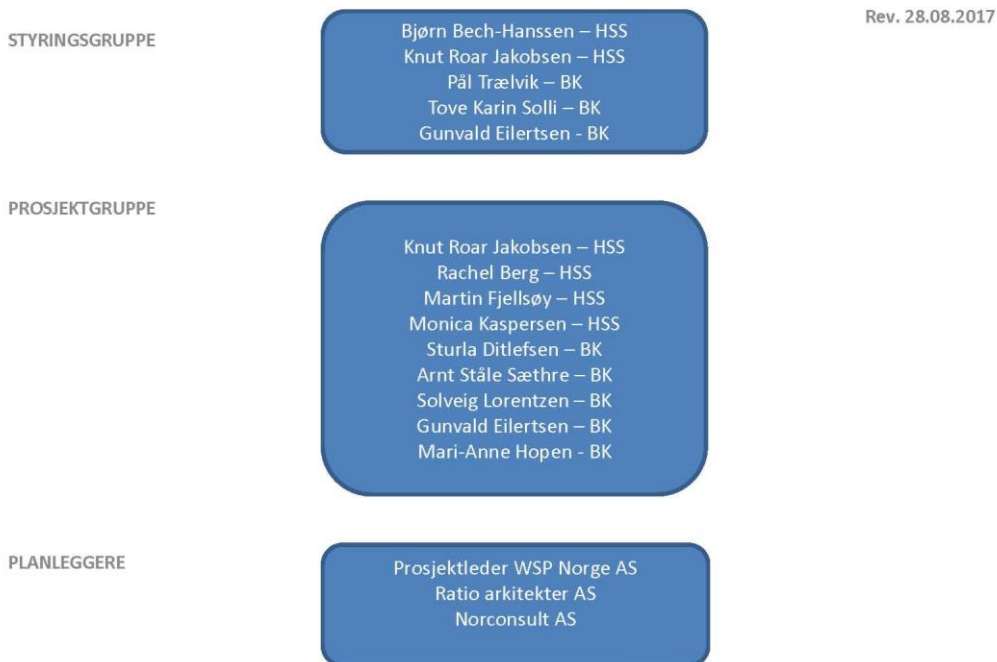 Rev. 28.08.2017
STYRINGSGRUPPE
Bjørn Bech-Hanssen – HSS
Knut Roar Jakobsen – HSS
Pål Trælvik – BK
Tove Karin Solli – BK
Gunvald Eilertsen - BK
PROSJEKTGRUPPE
Knut Roar Jakobsen – HSS
Rachel Berg – HSS
Martin Fjellsøy – HSS
Monica Kaspersen – HSS
Sturla Ditlefsen – BK
Arnt Ståle Sæthre – BK
Solveig Lorentzen – BK
Gunvald Eilertsen – BK
Mari-Anne Hopen - BK
PLANLEGGERE
Prosjektleder WSP Norge AS
Ratio arkitekter AS
Norconsult AS